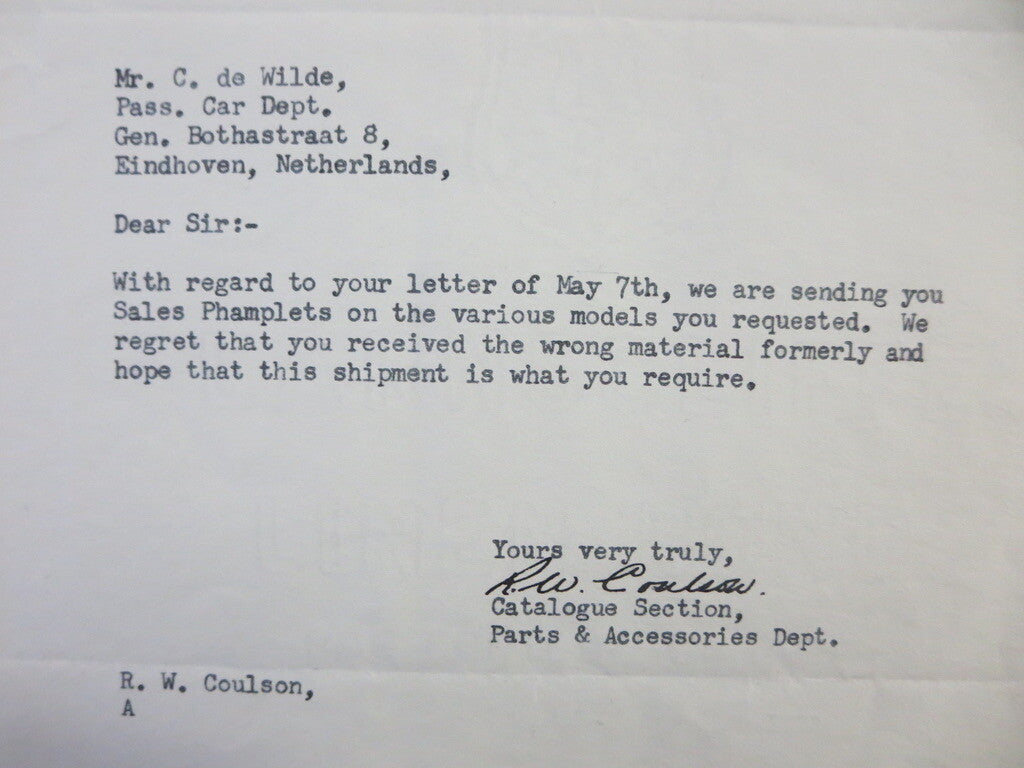 Mr. C. de Wilde,
Pass. Car Dept.
Gen. Bothastraat 8,
Eindhoven, Netherlands,
Dear Sir:-
With regard to your letter of May 7th, we are sending you
Sales Phamplets on the various models you requested. We
regret that you received the wrong material formerly and
hope that this shipment is what you require.
Yours very truly,
R.W. Coulson.
Catalogue Section,
Parts & Accessories Dept.
R. W. Coulson,
A